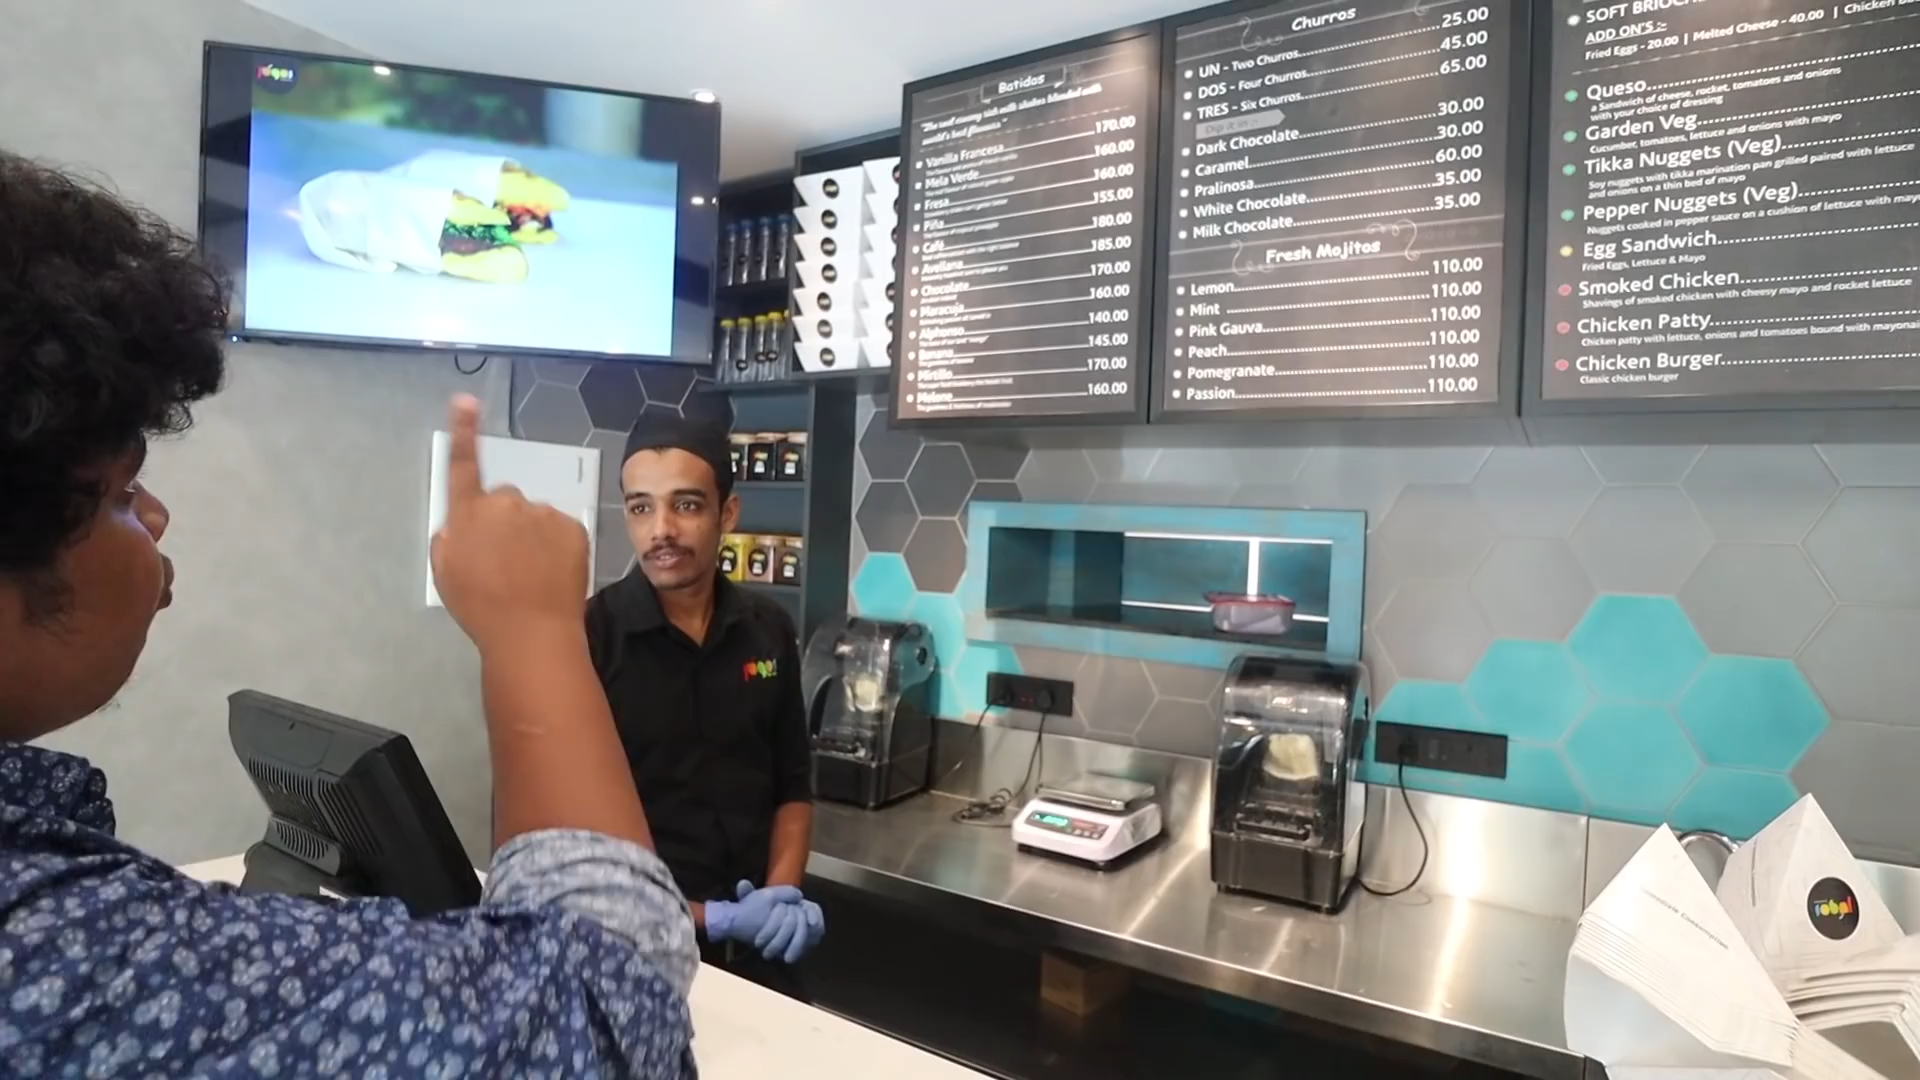 Batidos
Vanilla Francesa 170.00
Mela Verde 160.00
Fresa 160.00
Piña 155.00
Café 180.00
Avellana 185.00
Chocolate 170.00
Maracuja 160.00
Alphonso 140.00
Banana 145.00
Mirtillo 170.00
Melone 160.00
Churros
UN - Two Churros 25.00
DOS - Four Churros 45.00
TRES - Six Churros 65.00
Dip it in :-
Dark Chocolate 30.00
Caramel 30.00
Pralinosa 60.00
White Chocolate 35.00
Milk Chocolate 35.00
Fresh Mojitos
Lemon 110.00
Mint 110.00
Pink Gauva 110.00
Peach 110.00
Pomegranate 110.00
Passion 110.00
SOFT
ADD ON'S :-
Fried Eggs - 20.00 | Melted Cheese - 40.00 | Chicken
Queso
a Sandwich of cheese, rocket, tomatoes and onions
with your choice of dressing
Garden Veg
Cucumber, tomatoes, lettuce and onions with mayo
Tikka Nuggets (Veg)
Soy nuggets with tikka marination pan grilled paired with lettuce
and onions on a thin bed of mayo
Pepper Nuggets (Veg)
Nuggets cooked in pepper sauce on a cushion of lettuce with mayo
Egg Sandwich
Fried Eggs, Lettuce & Mayo
Smoked Chicken
Shavings of smoked chicken with cheesy mayo and rocket lettuce
Chicken Patty
Chicken patty with lettuce, onions and tomatoes bound with
Chicken Burger
Classic chicken burger